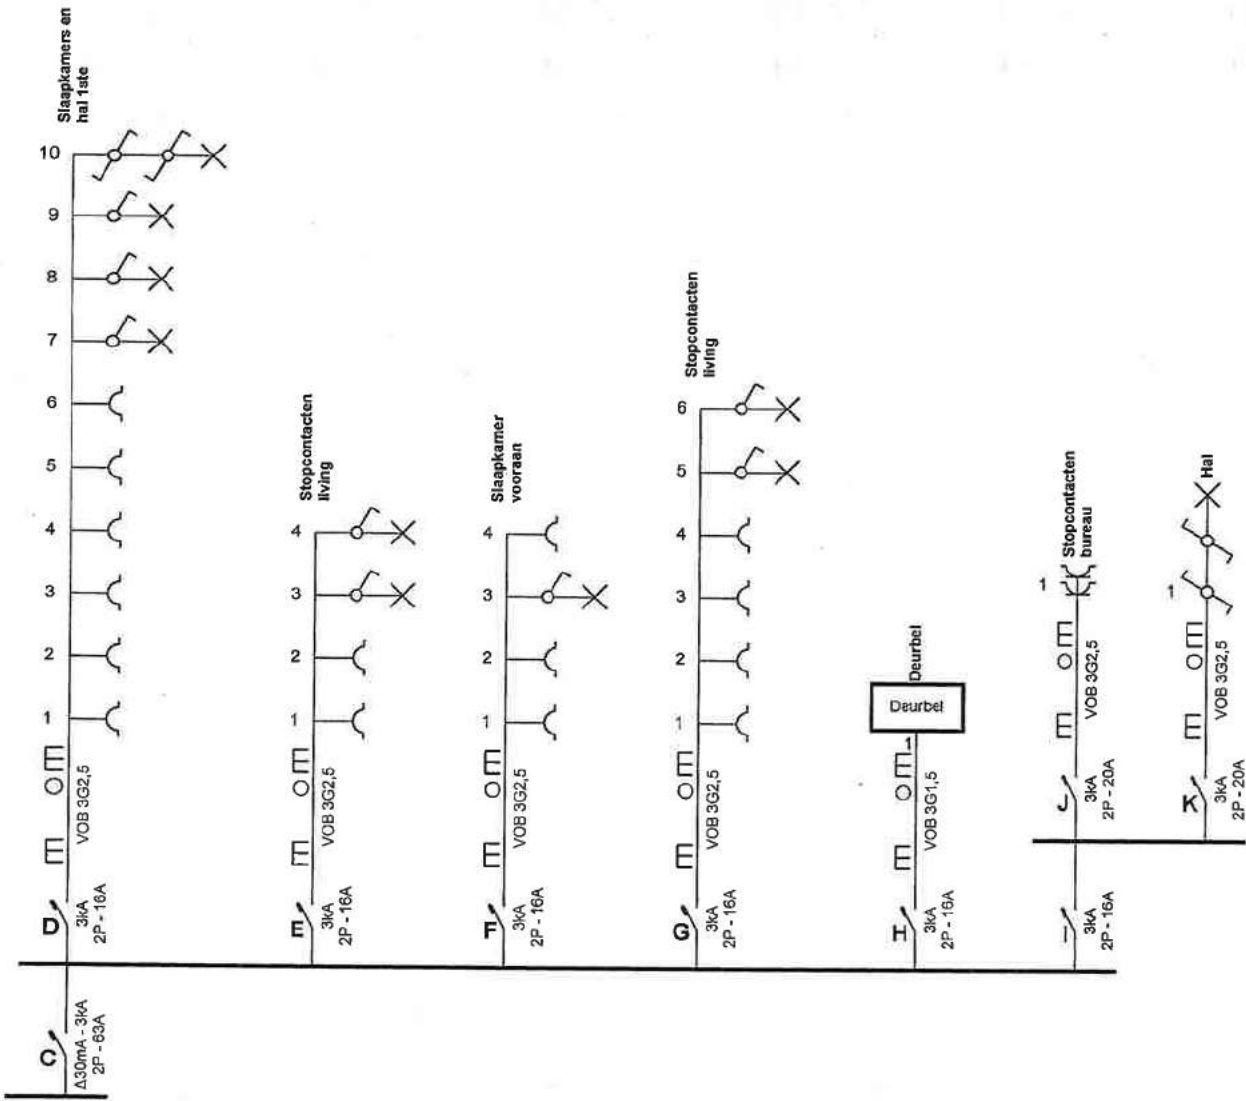 Slaapkamers en
hal 1ste
10
9
8
7
6
5
4
3
2
1
VOB 3G2,5
D
3kA
2P - 16A
C
Δ30mA - 3kA
2P - 63A
Stopcontacten
living
4
3
2
1
VOB 3G2,5
E
3kA
2P - 16A
Slaapkamer
vooraan
4
3
2
1
VOB 3G2,5
F
3kA
2P - 16A
Stopcontacten
living
6
5
4
3
2
1
VOB 3G2,5
G
3kA
2P - 16A
Deurbel
Deurbel
1
VOB 3G1,5
H
3kA
2P - 16A
Stopcontacten
bureau
1
VOB 3G2,5
J
3kA
2P - 20A
I
3kA
2P - 16A
Hal
1
VOB 3G2,5
K
3kA
2P - 20A